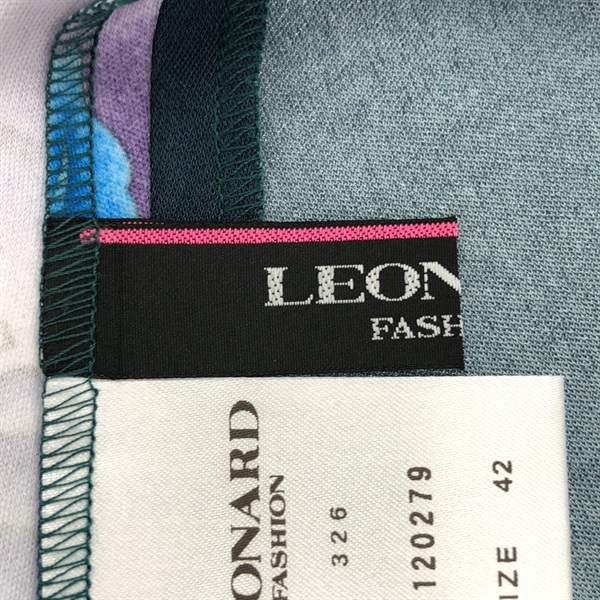 LEON
FASH
ONARD
FASHION
326
120279
IZE 42